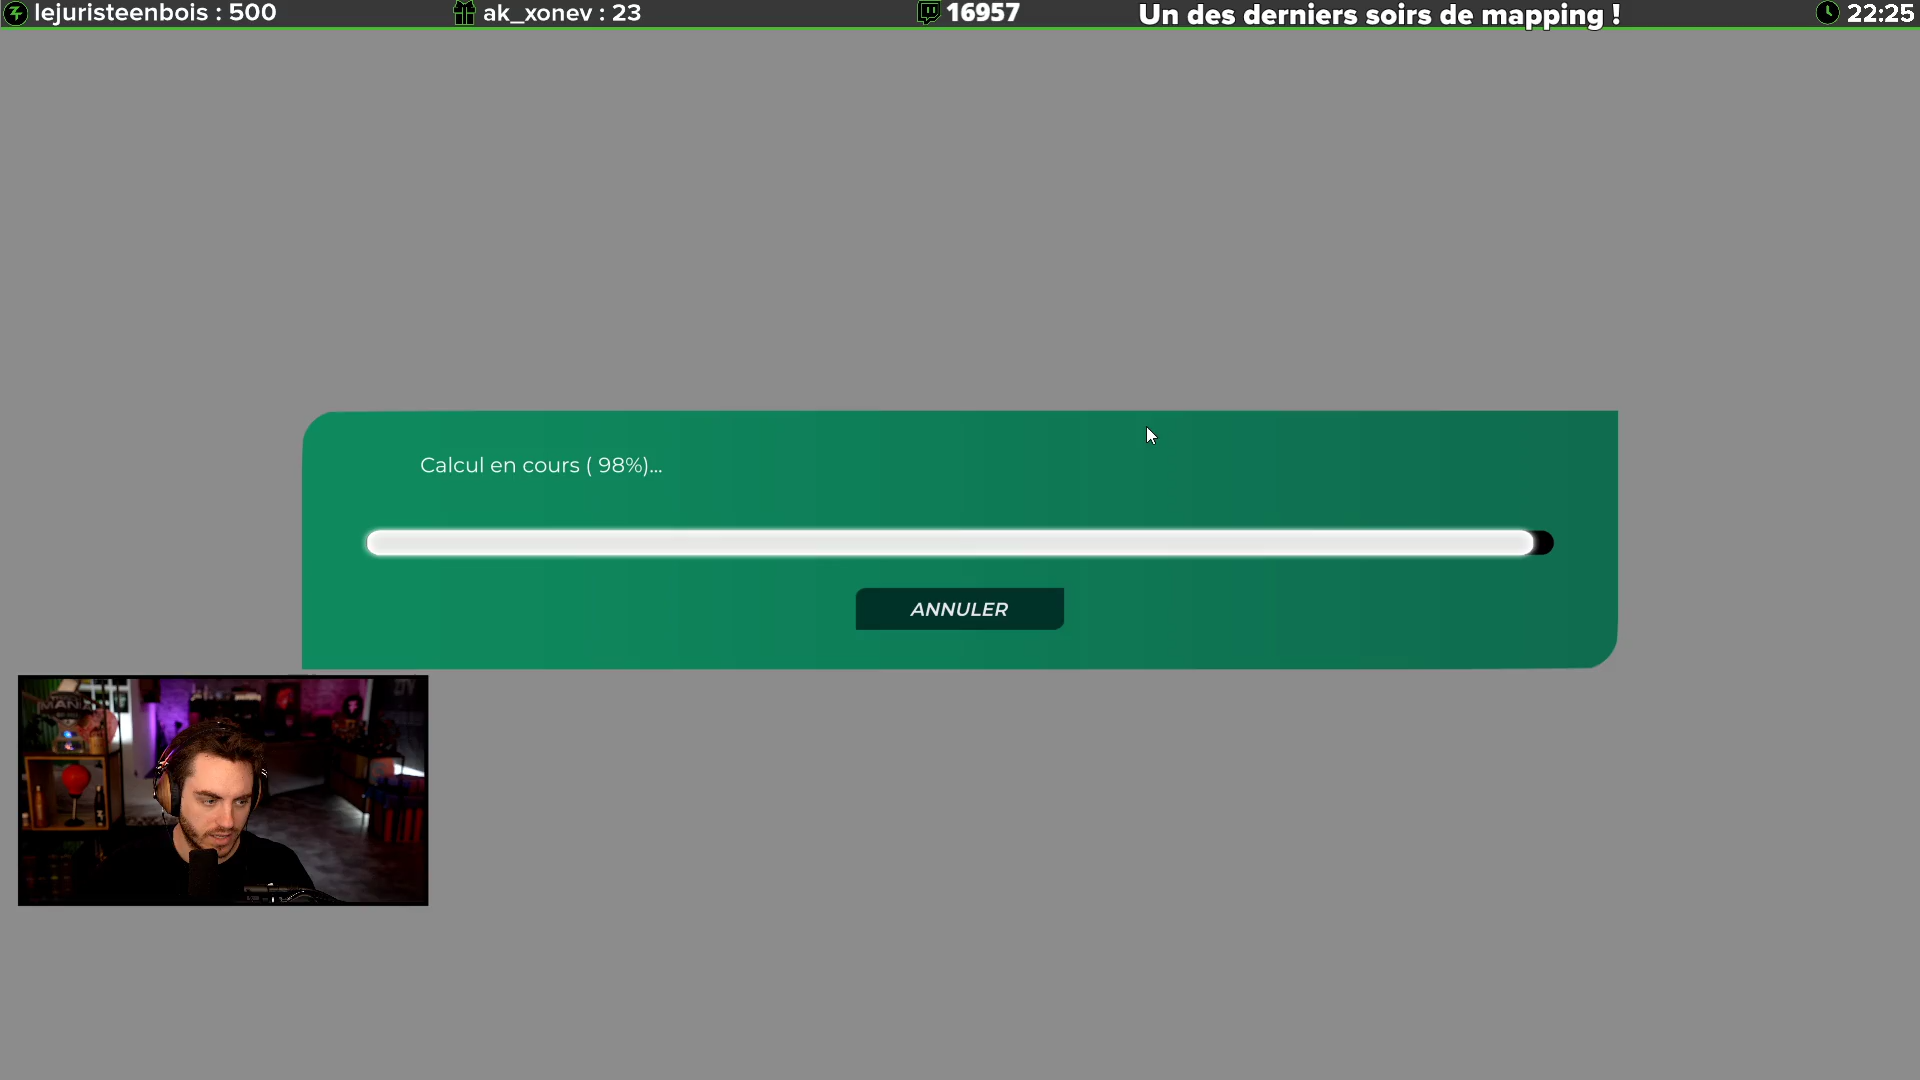 lejuristeenbois : 500
ak_xonev : 23
16957
Un des derniers soirs de mapping !
22:25
Calcul en cours ( 98%)...
ANNULER